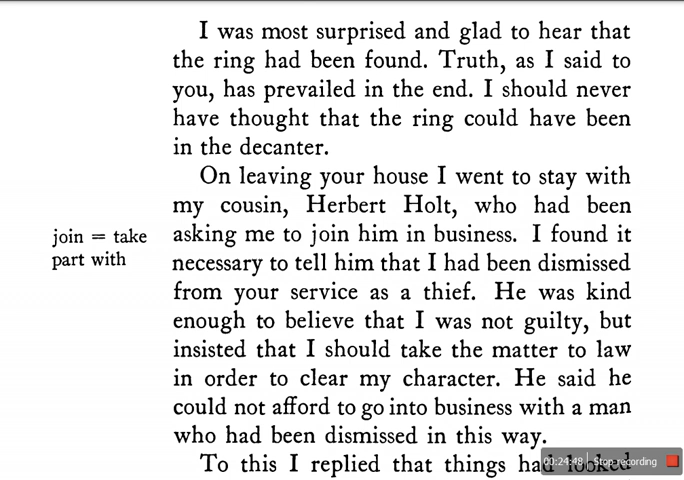 I was most surprised and glad to hear that
the ring had been found. Truth, as I said to
you, has prevailed in the end. I should never
have thought that the ring could have been
in the decanter.
On leaving your house I went to stay with
my cousin, Herbert Holt, who had been
join = take
part with
asking me to join him in business. I found it
necessary to tell him that I had been dismissed
from your service as a thief. He was kind
enough to believe that I was not guilty, but
insisted that I should take the matter to law
in order to clear my character. He said he
could not afford to go into business with a man
who had been dismissed in this way.
To this I replied that things had looked
00:24:48 | Stop recording